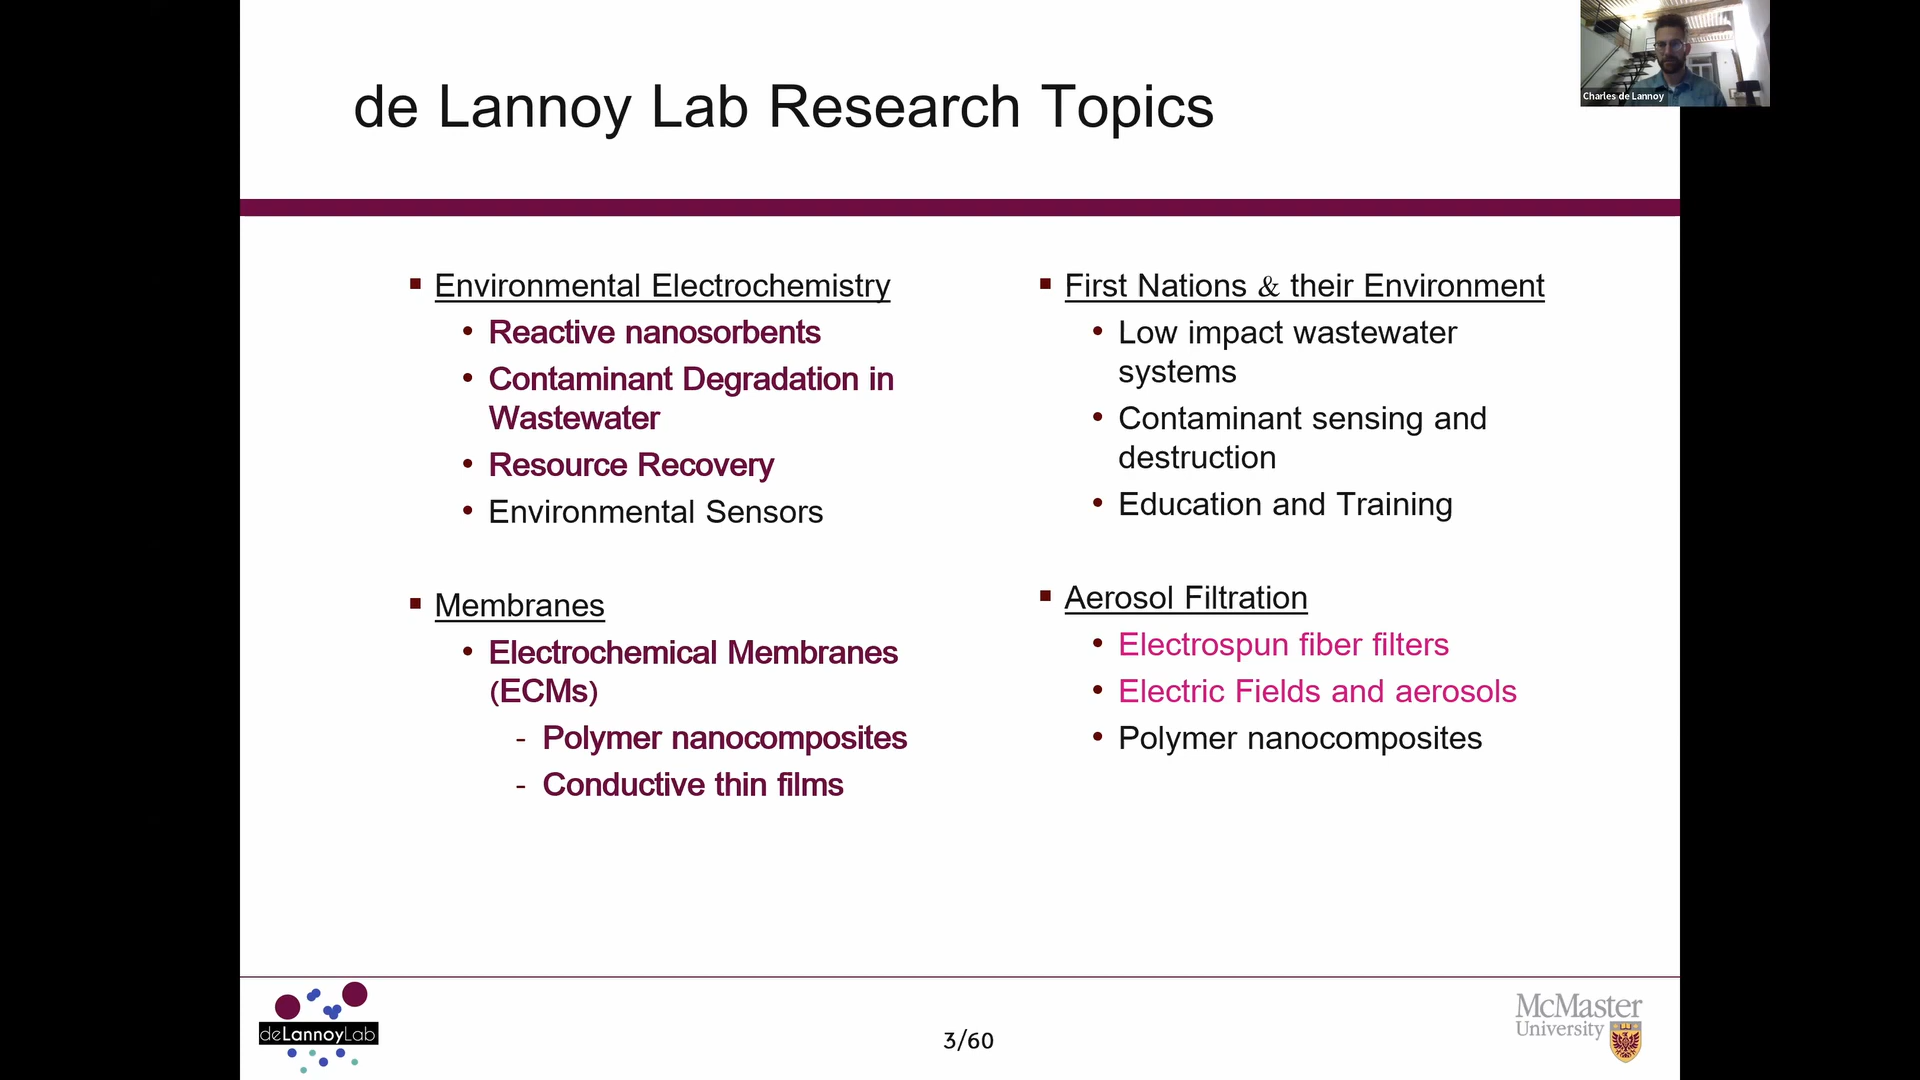 de Lannoy Lab Research Topics
Charles de Lannoy
Environmental Electrochemistry
Reactive nanosorbents
Contaminant Degradation in
Wastewater
Resource Recovery
Environmental Sensors
Membranes
Electrochemical Membranes
(ECMs)
- Polymer nanocomposites
- Conductive thin films
First Nations & their Environment
Low impact wastewater
systems
Contaminant sensing and
destruction
Education and Training
Aerosol Filtration
Electrospun fiber filters
Electric Fields and aerosols
Polymer nanocomposites
deLannoyLab
3/60
McMaster
University